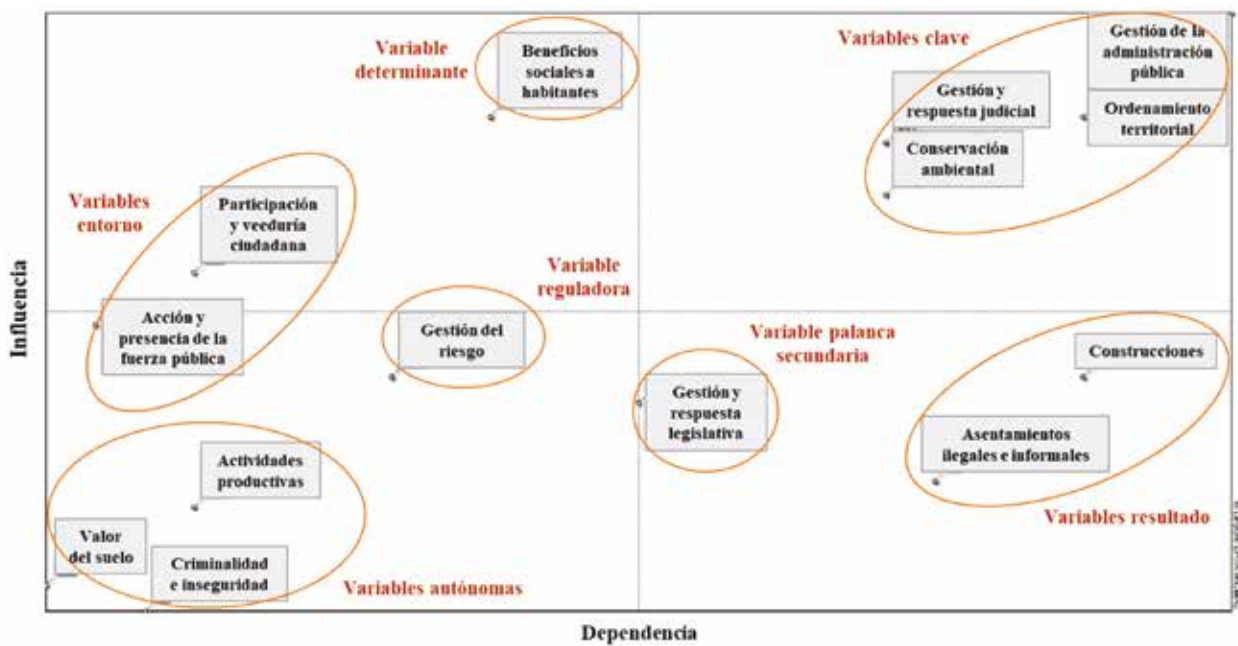 Variable
determinante
Beneficios
sociales a
habitantes
Variables clave
Gestión de la
administración
pública
Gestión y
respuesta judicial
Ordenamiento
territorial
Conservación
ambiental
Variables
entorno
Participación
y veeduría
ciudadana
Variable
reguladora
Influencia
Acción y
presencia de la
fuerza pública
Gestión del
riesgo
Variable palanca
secundaria
Construcciones
Gestión y
respuesta
legislativa
Asentamientos
ilegales e informales
Actividades
productivas
Variables resultado
Valor
del suelo
Criminalidad
e inseguridad
Variables autónomas
Dependencia